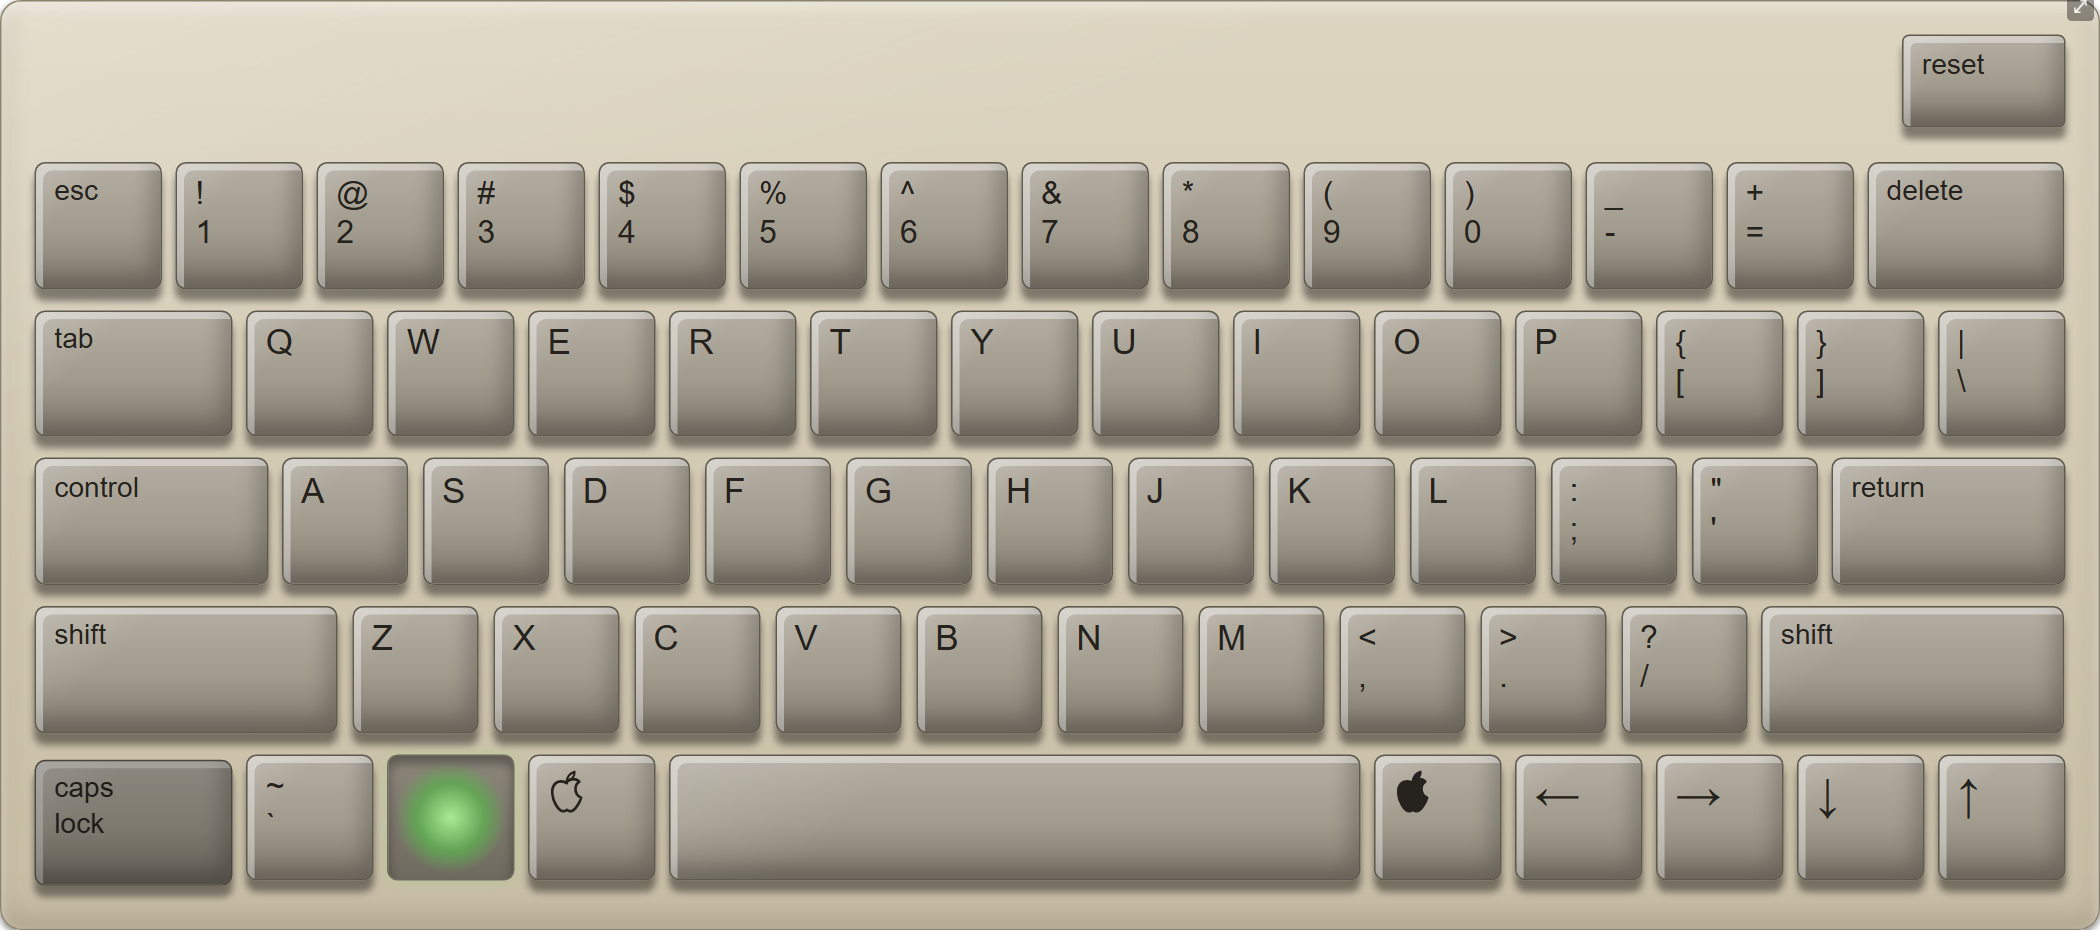 reset
esc ! @ # $ % ^ & * ( ) _ + delete
1 2 3 4 5 6 7 8 9 0 - =
tab Q W E R T Y U I O P { } |
[ ] \
control A S D F G H J K L : " return
; '
shift Z X C V B N M < > ? shift
, . /
caps ~ ← → ↓ ↑
lock `